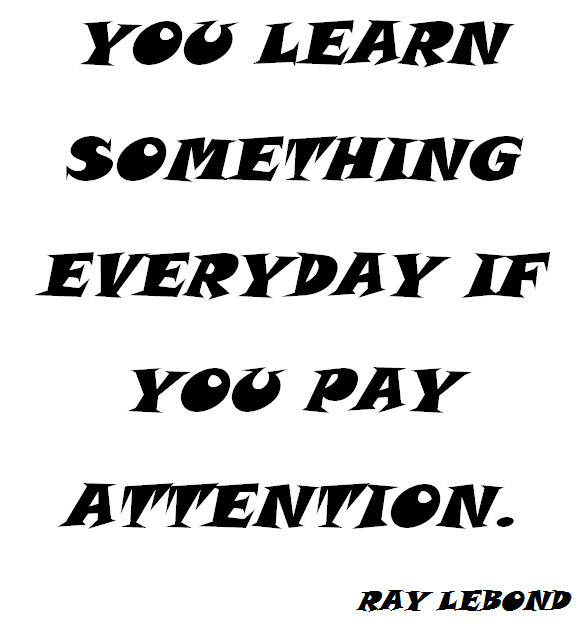 YOU LEARN
SOMETHING
EVERYDAY IF
YOU PAY
ATTENTION.
RAY LEBOND